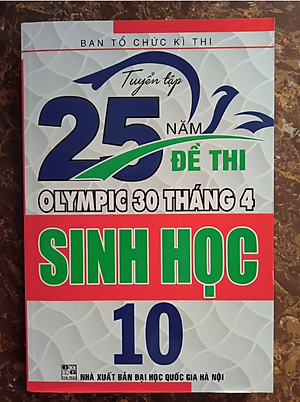 BAN TỔ CHỨC KÌ THI
Tuyển tập
25 NĂM
ĐỀ THI
OLYMPIC 30 THÁNG 4
SINH HỌC
10
NHÀ XUẤT BẢN ĐẠI HỌC QUỐC GIA HÀ NỘI